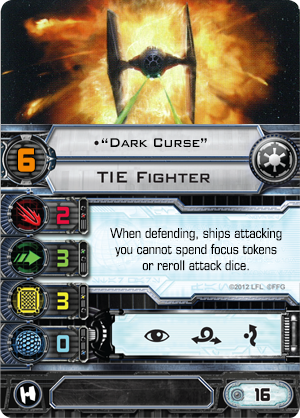 •“Dark Curse”
6
TIE Fighter
2
When defending, ships attacking
you cannot spend focus tokens
or reroll attack dice.
3
©2012 LFL ©FFG
3
0
16